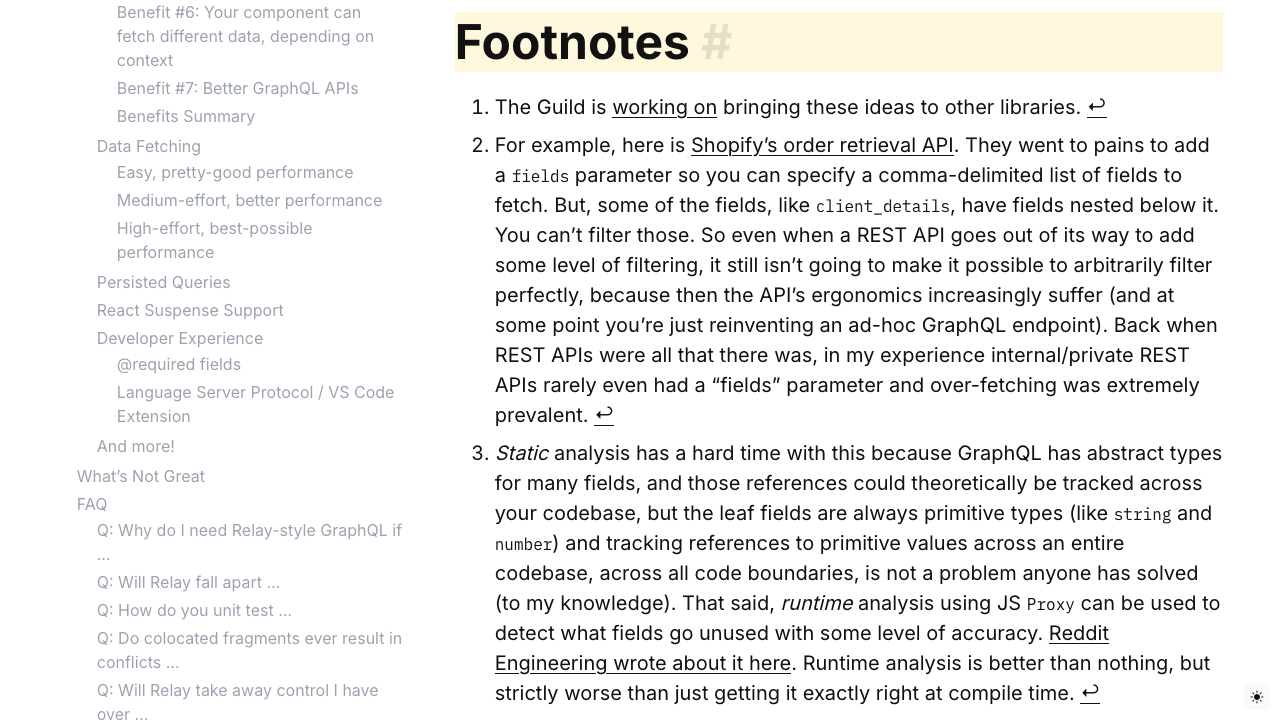 Benefit #6: Your component can
fetch different data, depending on
context
Benefit #7: Better GraphQL APIs
Benefits Summary
Data Fetching
Easy, pretty-good performance
Medium-effort, better performance
High-effort, best-possible
performance
Persisted Queries
React Suspense Support
Developer Experience
@required fields
Language Server Protocol / VS Code
Extension
And more!
What’s Not Great
FAQ
Q: Why do I need Relay-style GraphQL if
...
Q: Will Relay fall apart ...
Q: How do you unit test ...
Q: Do colocated fragments ever result in
conflicts ...
Q: Will Relay take away control I have
over ...
Footnotes #
1. The Guild is working on bringing these ideas to other libraries. ↩
2. For example, here is Shopify’s order retrieval API. They went to pains to add
a fields parameter so you can specify a comma-delimited list of fields to
fetch. But, some of the fields, like client_details, have fields nested below it.
You can’t filter those. So even when a REST API goes out of its way to add
some level of filtering, it still isn’t going to make it possible to arbitrarily filter
perfectly, because then the API’s ergonomics increasingly suffer (and at
some point you’re just reinventing an ad-hoc GraphQL endpoint). Back when
REST APIs were all that there was, in my experience internal/private REST
APIs rarely even had a “fields” parameter and over-fetching was extremely
prevalent. ↩
3. Static analysis has a hard time with this because GraphQL has abstract types
for many fields, and those references could theoretically be tracked across
your codebase, but the leaf fields are always primitive types (like string and
number) and tracking references to primitive values across an entire
codebase, across all code boundaries, is not a problem anyone has solved
(to my knowledge). That said, runtime analysis using JS Proxy can be used to
detect what fields go unused with some level of accuracy. Reddit
Engineering wrote about it here. Runtime analysis is better than nothing, but
strictly worse than just getting it exactly right at compile time. ↩